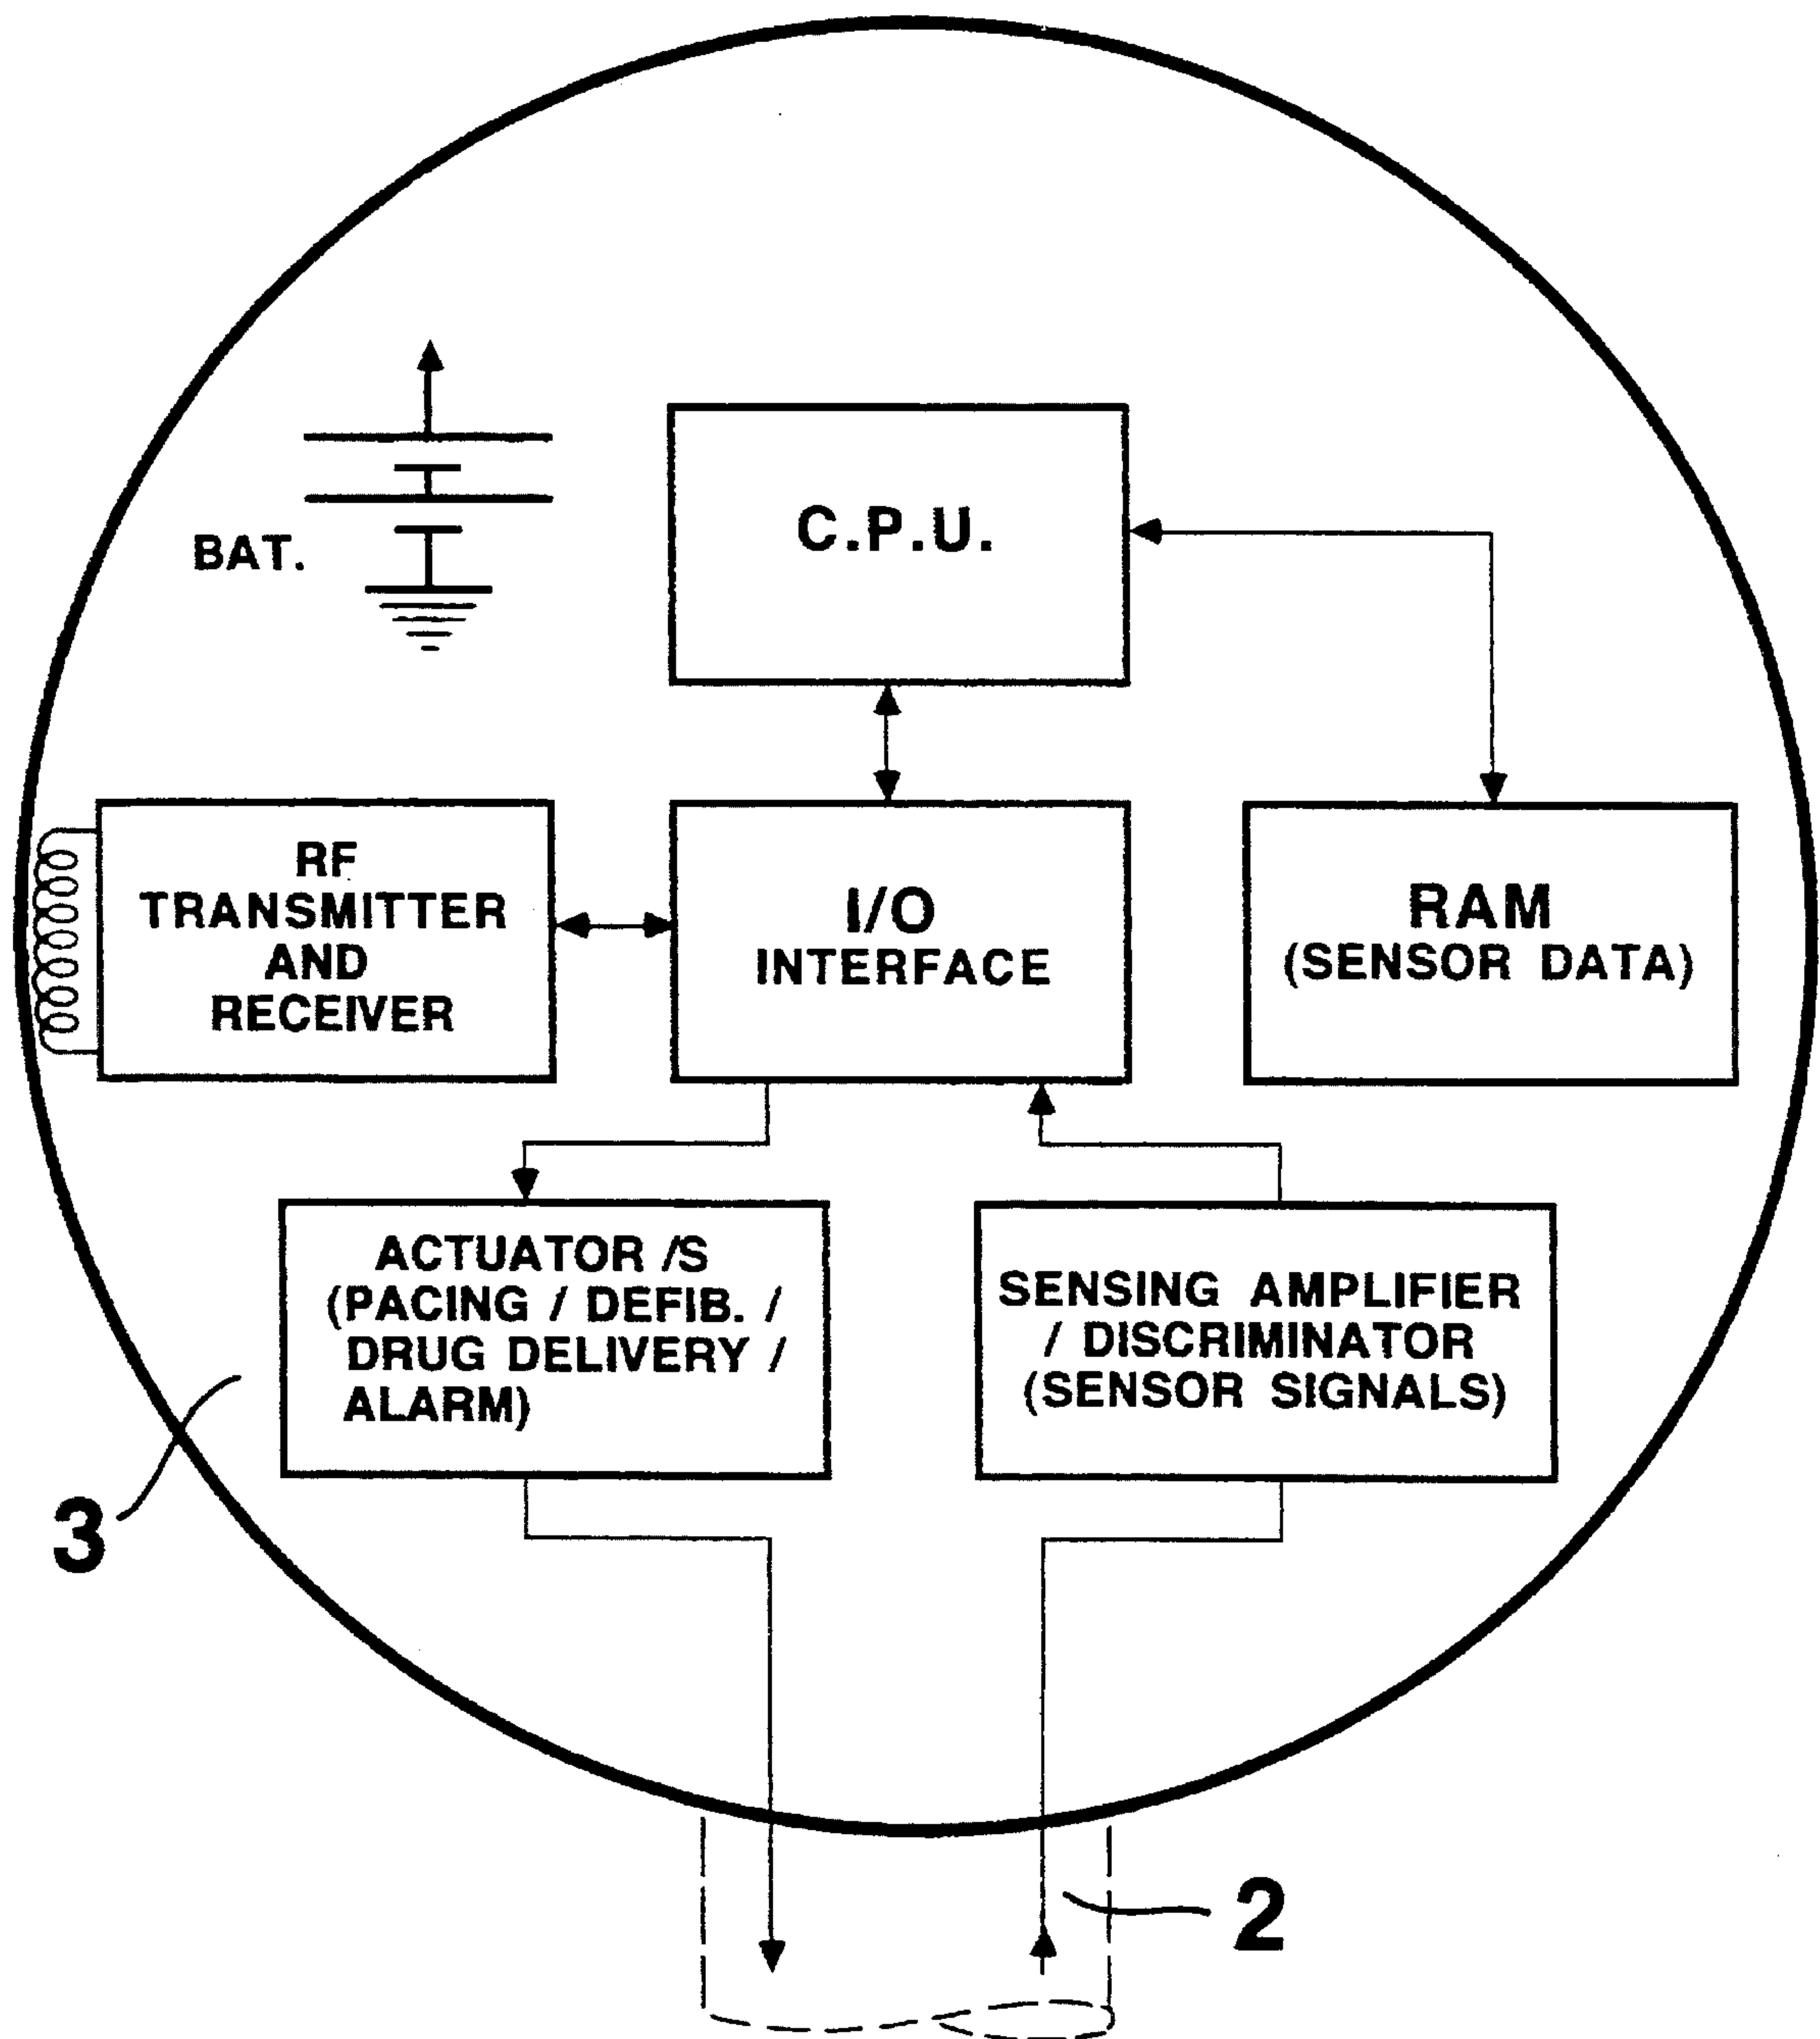 C.P.U.
BAT.
RF
TRANSMITTER
AND
RECEIVER
I/O
INTERFACE
RAM
(SENSOR DATA)
ACTUATOR /S
(PACING / DEFIB. /
DRUG DELIVERY /
ALARM)
SENSING AMPLIFIER
/ DISCRIMINATOR
(SENSOR SIGNALS)
3
2